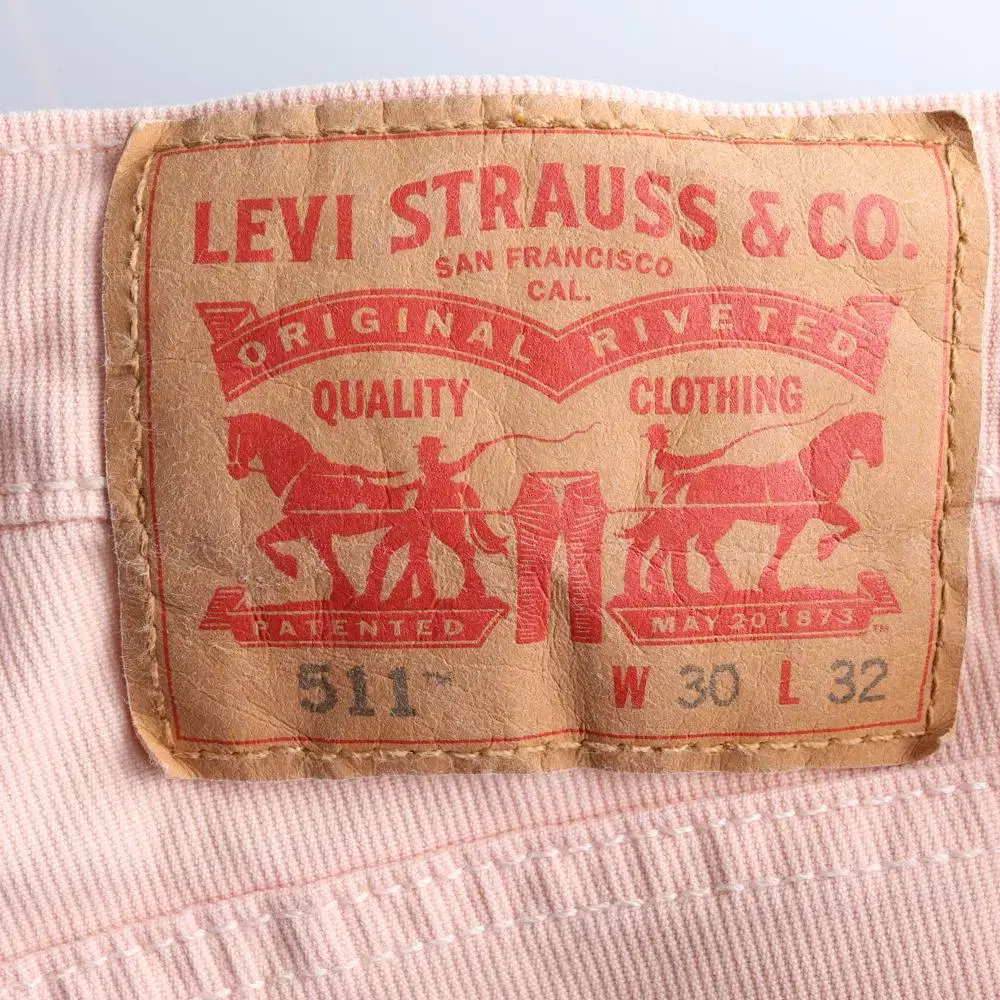 LEVI STRAUSS & CO.
SAN FRANCISCO
CAL.
ORIGINAL RIVETED
QUALITY CLOTHING
PATENTED MAY 20 1873 ™
511™ W 30 L 32